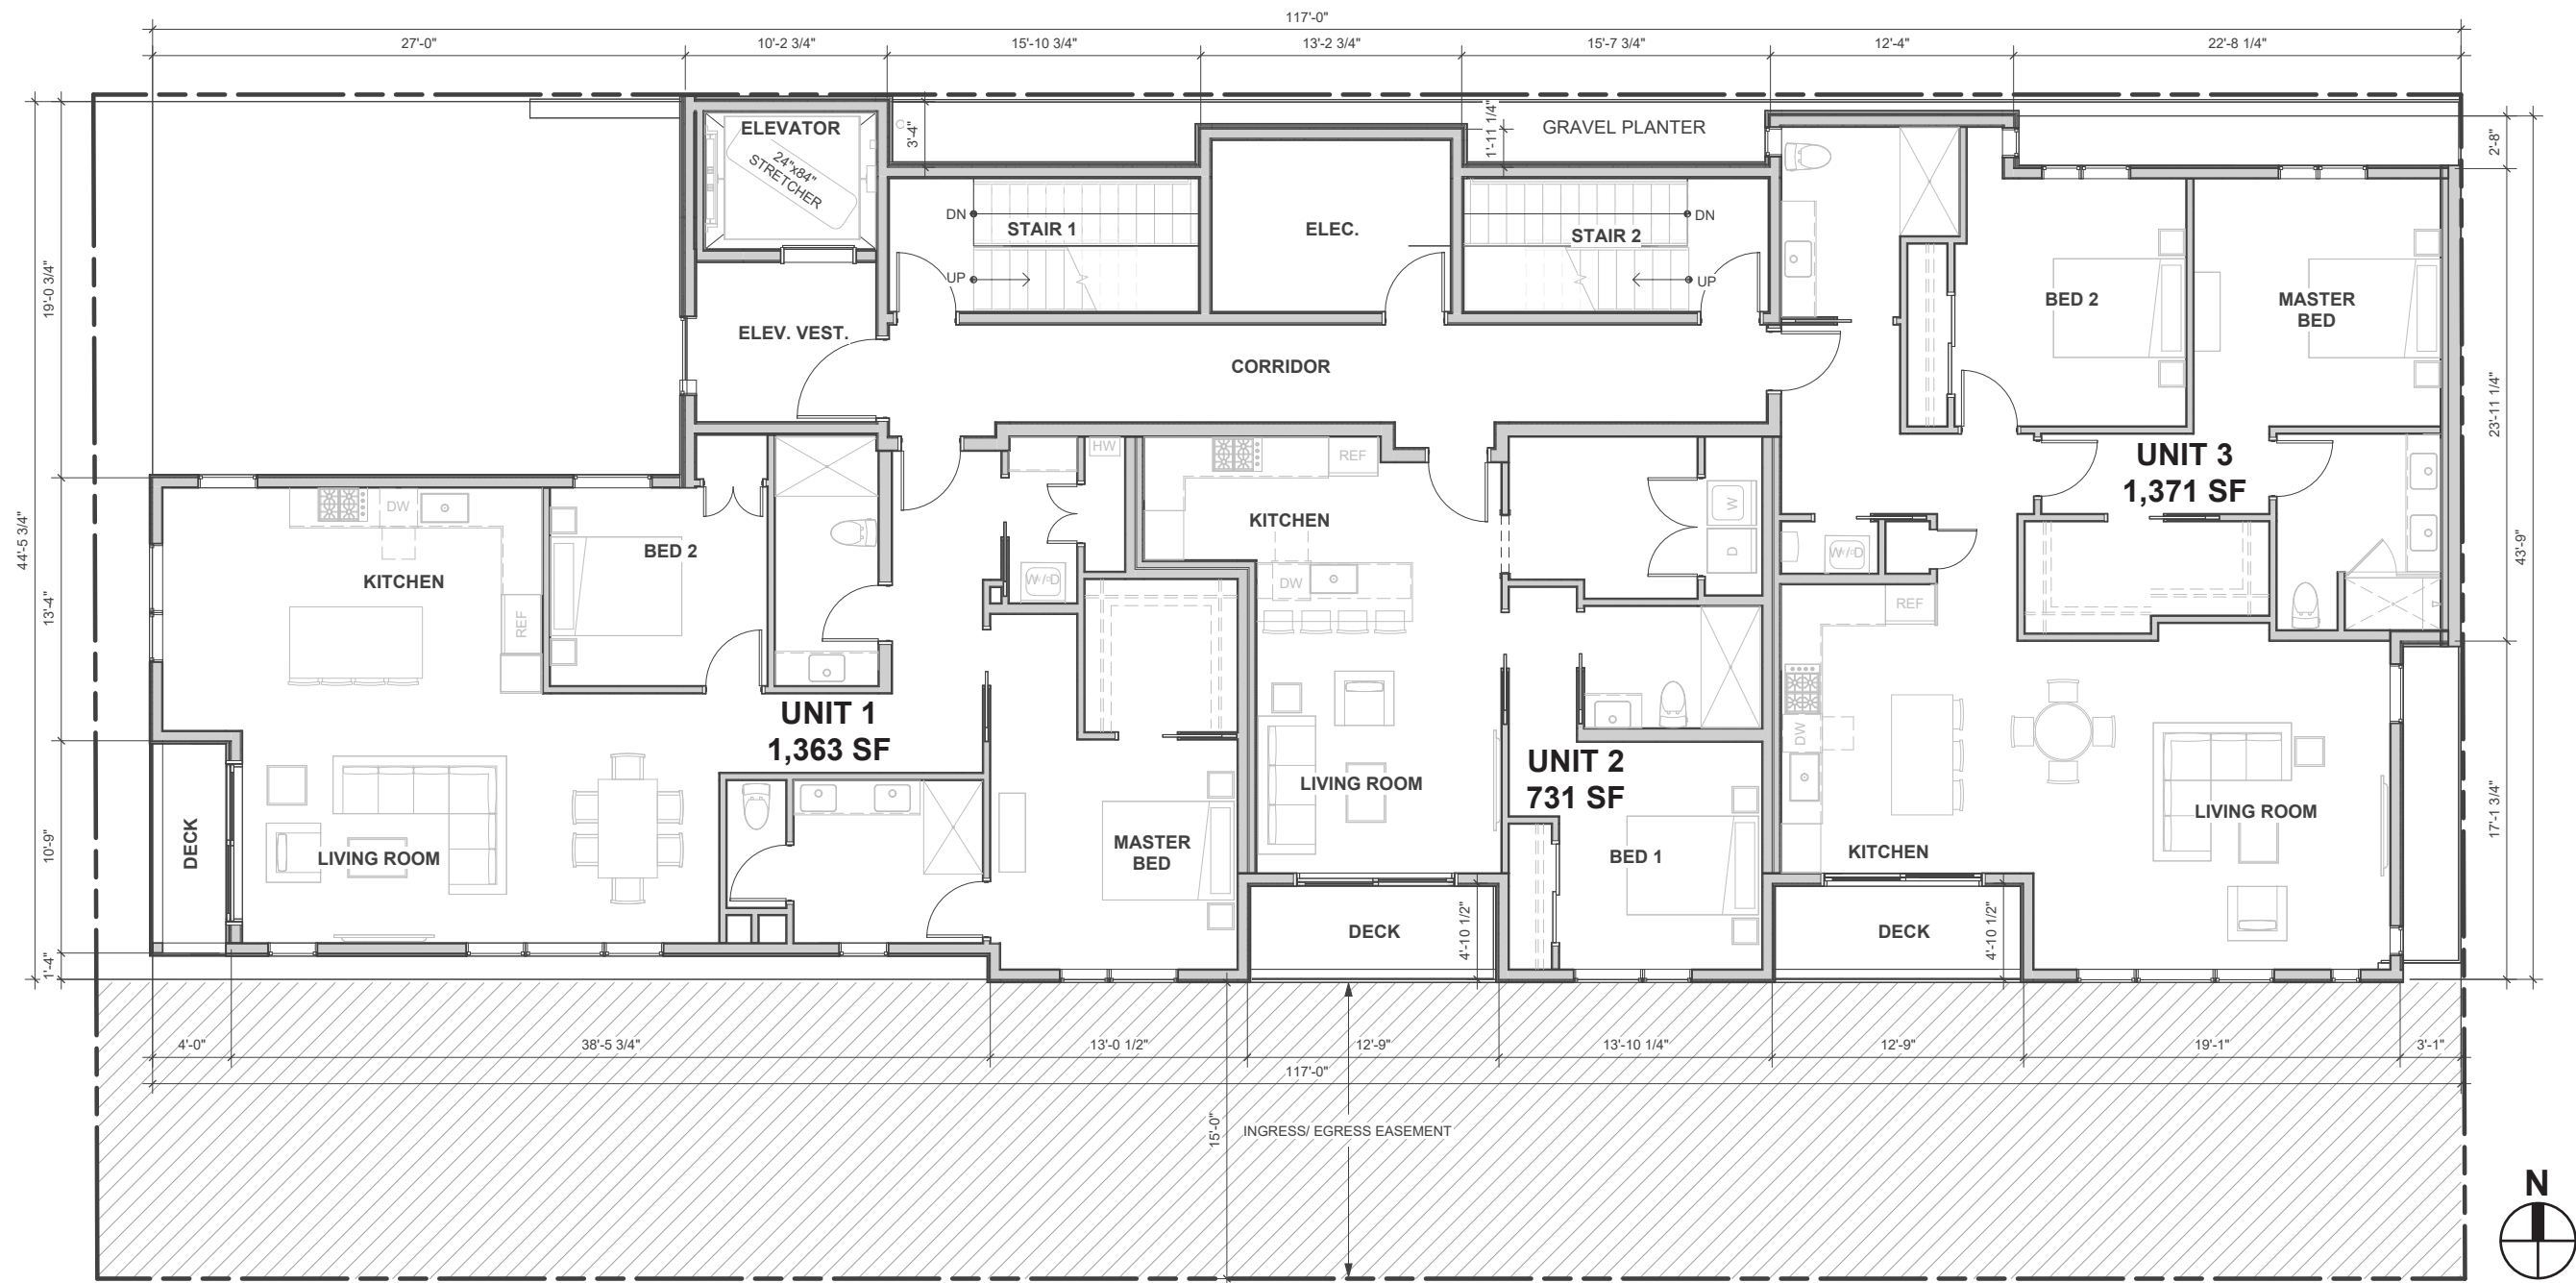 117'-0"
27'-0"
10'-2 3/4"
15'-10 3/4"
13'-2 3/4"
15'-7 3/4"
12'-4"
22'-8 1/4"
ELEVATOR
24"x84"
STRETCHER
3'-4"
1'-11 1/4"
GRAVEL PLANTER
2'-8"
DN
STAIR 1
UP
ELEC.
DN
STAIR 2
UP
19'-0 3/4"
ELEV. VEST.
CORRIDOR
BED 2
MASTER
BED
23'-11 1/4"
44'-5 3/4"
43'-9"
HW
REF
UNIT 3
1,371 SF
DW
KITCHEN
BED 2
KITCHEN
W
D
W/D
W/D
DW
REF
REF
13'-4"
UNIT 1
1,363 SF
DW
UNIT 2
731 SF
LIVING ROOM
LIVING ROOM
17'-1 3/4"
10'-9"
DECK
LIVING ROOM
MASTER
BED
BED 1
KITCHEN
DECK
4'-10 1/2"
DECK
4'-10 1/2"
1'-4"
4'-0"
38'-5 3/4"
13'-0 1/2"
12'-9"
13'-10 1/4"
12'-9"
19'-1"
3'-1"
117'-0"
15'-0"
INGRESS/ EGRESS EASEMENT
N